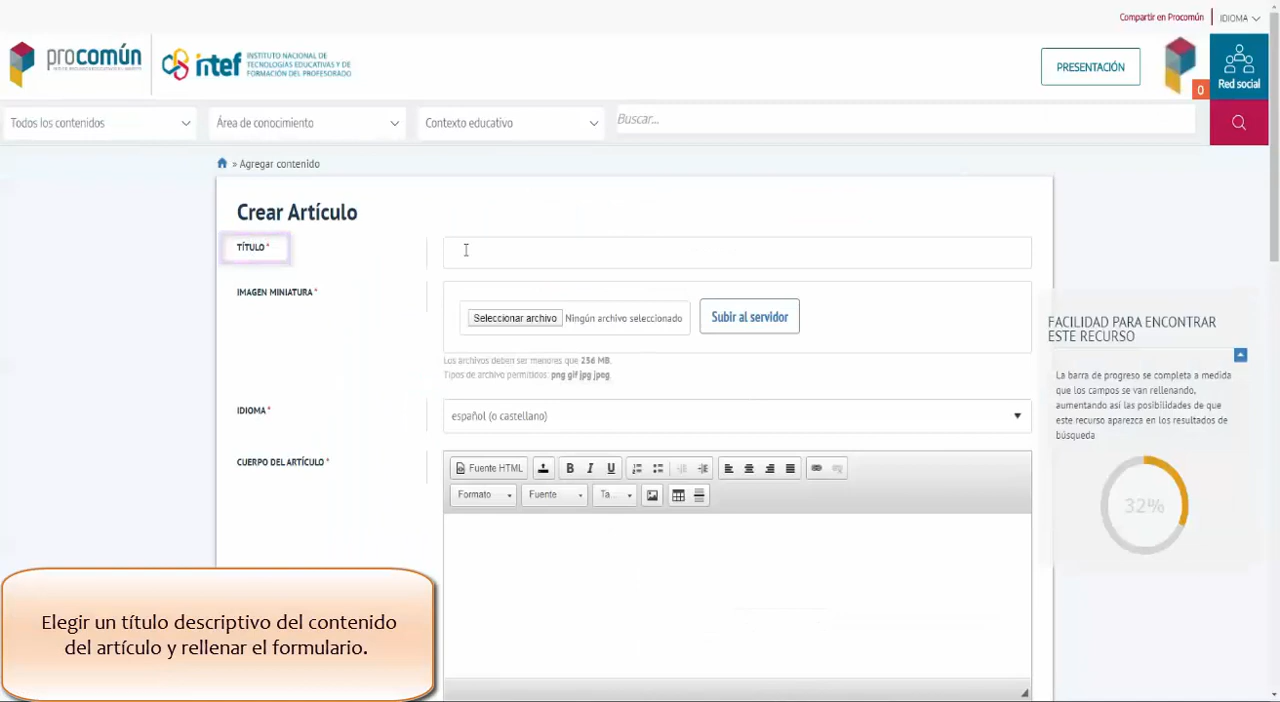 Compartir en Procomún
IDIOMA
procomún
intef
INSTITUTO NACIONAL DE
TECNOLOGÍAS EDUCATIVAS Y DE
FORMACIÓN DEL PROFESORADO
PRESENTACIÓN
0
Red social
Todos los contenidos
Área de conocimiento
Contexto educativo
Buscar...
» Agregar contenido
Crear Artículo
TÍTULO *
IMAGEN MINIATURA *
Seleccionar archivo Ningún archivo seleccionado
Subir al servidor
Los archivos deben ser menores que 256 MB.
Tipos de archivo permitidos: png gif jpg jpeg
IDIOMA *
español (o castellano)
CUERPO DEL ARTÍCULO *
Fuente HTML
B I U
Formato
Fuente
Ta...
FACILIDAD PARA ENCONTRAR
ESTE RECURSO
La barra de progreso se completa a medida
que los campos se van rellenando,
aumentando así las posibilidades de que
este recurso aparezca en los resultados de
búsqueda
32%
Elegir un título descriptivo del contenido
del artículo y rellenar el formulario.